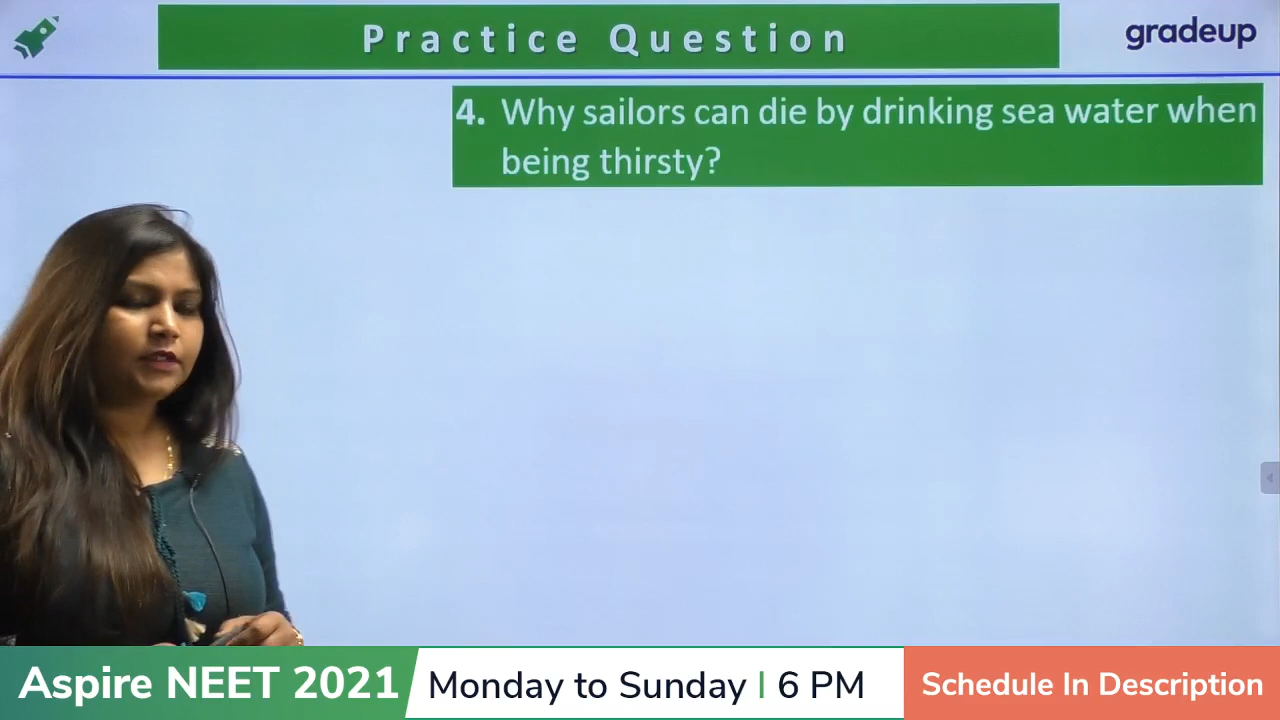 Practice Question
gradeup
4. Why sailors can die by drinking sea water when
being thirsty?
Aspire NEET 2021
Monday to Sunday | 6 PM
Schedule In Description